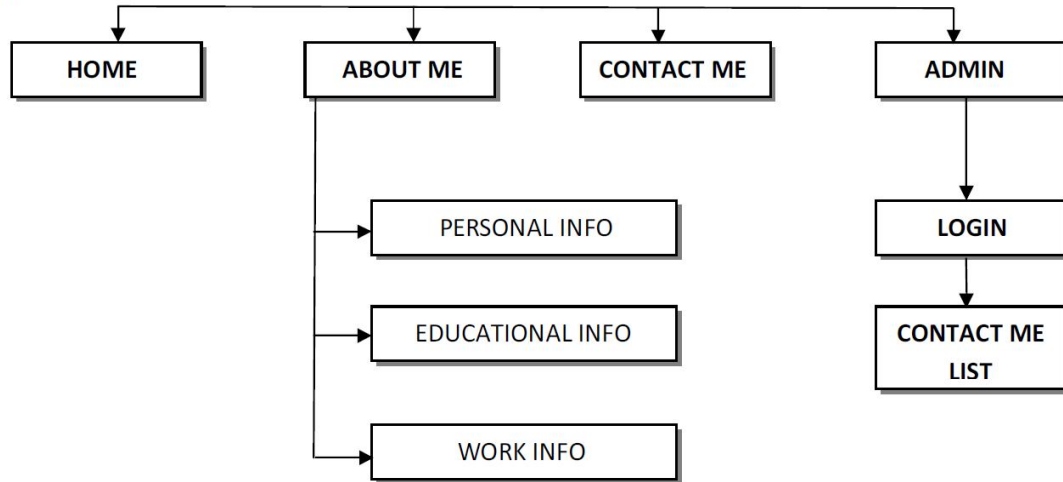 HOME
ABOUT ME
CONTACT ME
ADMIN
PERSONAL INFO
LOGIN
EDUCATIONAL INFO
CONTACT ME
LIST
WORK INFO